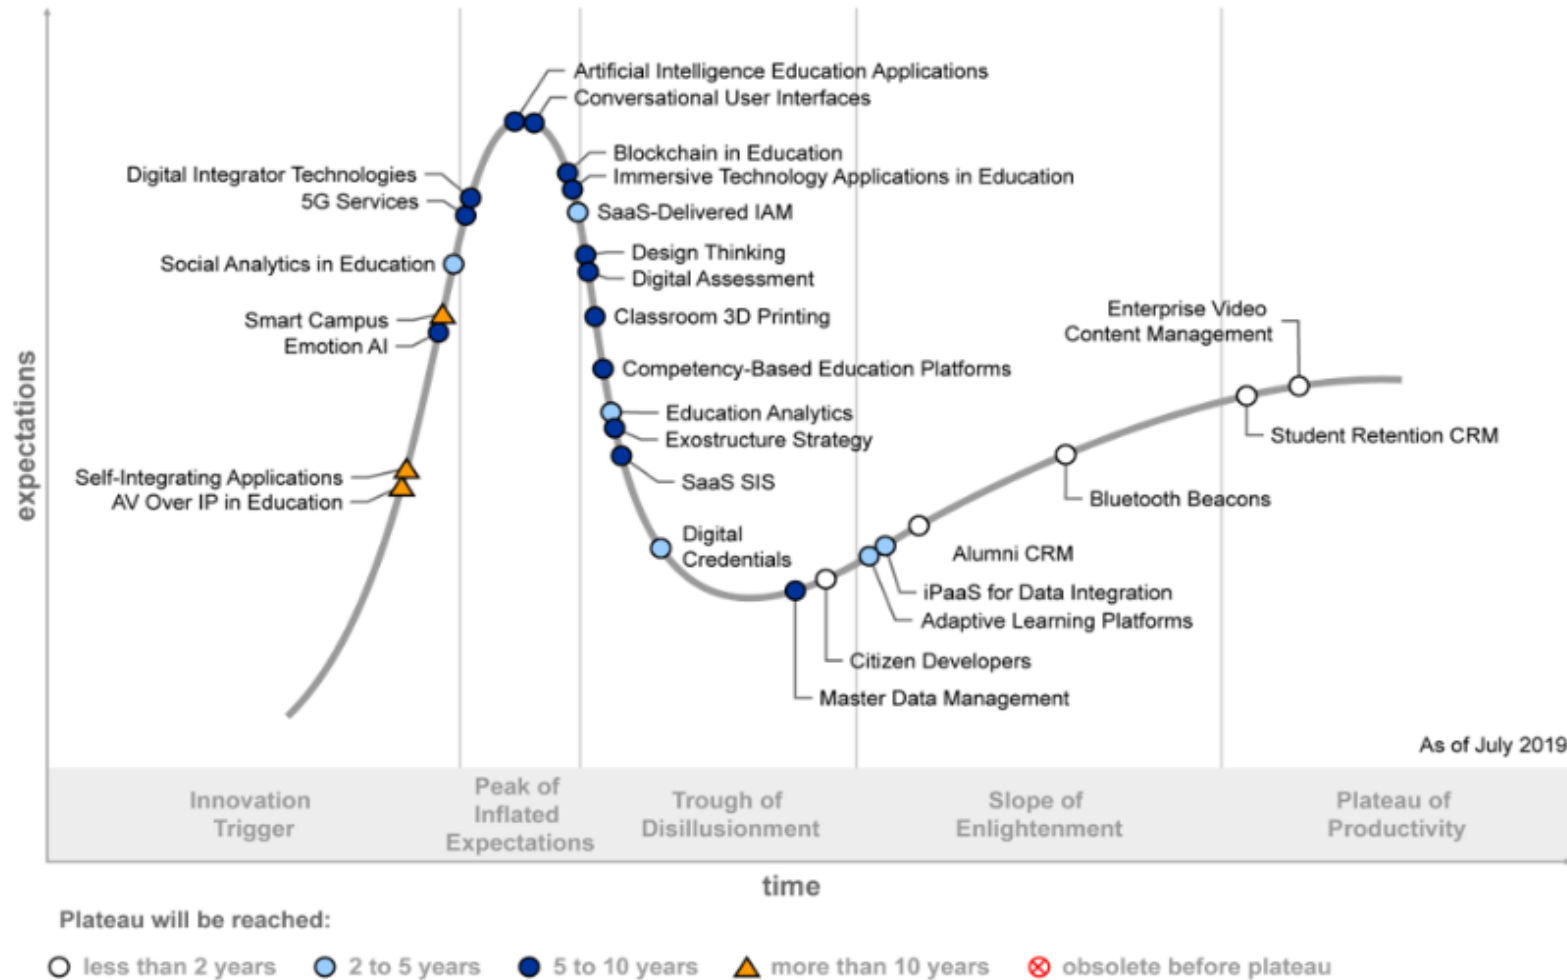 Artificial Intelligence Education Applications
Conversational User Interfaces
Blockchain in Education
Immersive Technology Applications in Education
Digital Integrator Technologies
5G Services
SaaS-Delivered IAM
Design Thinking
Digital Assessment
Social Analytics in Education
Smart Campus
Emotion AI
Classroom 3D Printing
Enterprise Video
Content Management
Competency-Based Education Platforms
Education Analytics
Exostructure Strategy
Student Retention CRM
Self-Integrating Applications
AV Over IP in Education
SaaS SIS
Bluetooth Beacons
Digital
Credentials
Alumni CRM
iPaaS for Data Integration
Adaptive Learning Platforms
Citizen Developers
Master Data Management
expectations
As of July 2019
Innovation
Trigger
Peak of
Inflated
Expectations
Trough of
Disillusionment
Slope of
Enlightenment
Plateau of
Productivity
time
Plateau will be reached:
less than 2 years
2 to 5 years
5 to 10 years
more than 10 years
obsolete before plateau